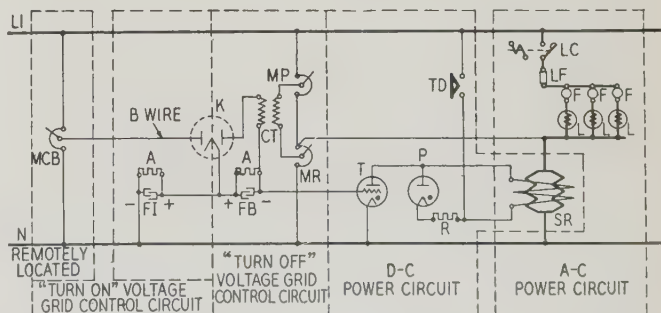 LI
MP
LC
TD
LF
K
B WIRE
F F F
CT
L L L
MCB
A A
MR
T P
- FI + + FB -
R
SR
N
REMOTELY LOCATED
"TURN ON" VOLTAGE GRID CONTROL CIRCUIT
"TURN OFF" VOLTAGE GRID CONTROL CIRCUIT
D-C POWER CIRCUIT
A-C POWER CIRCUIT